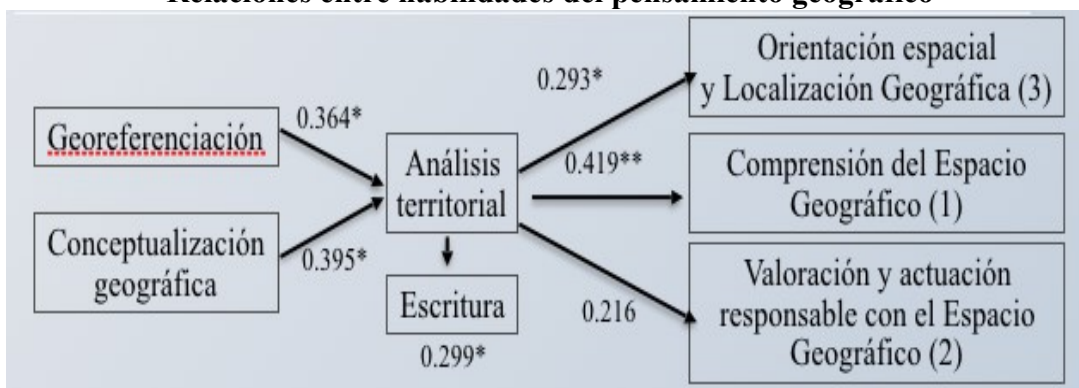 Relaciones entre habilidades del pensamiento geográfico
Georeferenciación
0.364*
Conceptualización
geográfica
0.395*
Análisis
territorial
Escritura
0.299*
0.293*
0.419**
0.216
Orientación espacial
y Localización Geográfica (3)
Comprensión del Espacio
Geográfico (1)
Valoración y actuación
responsable con el Espacio
Geográfico (2)